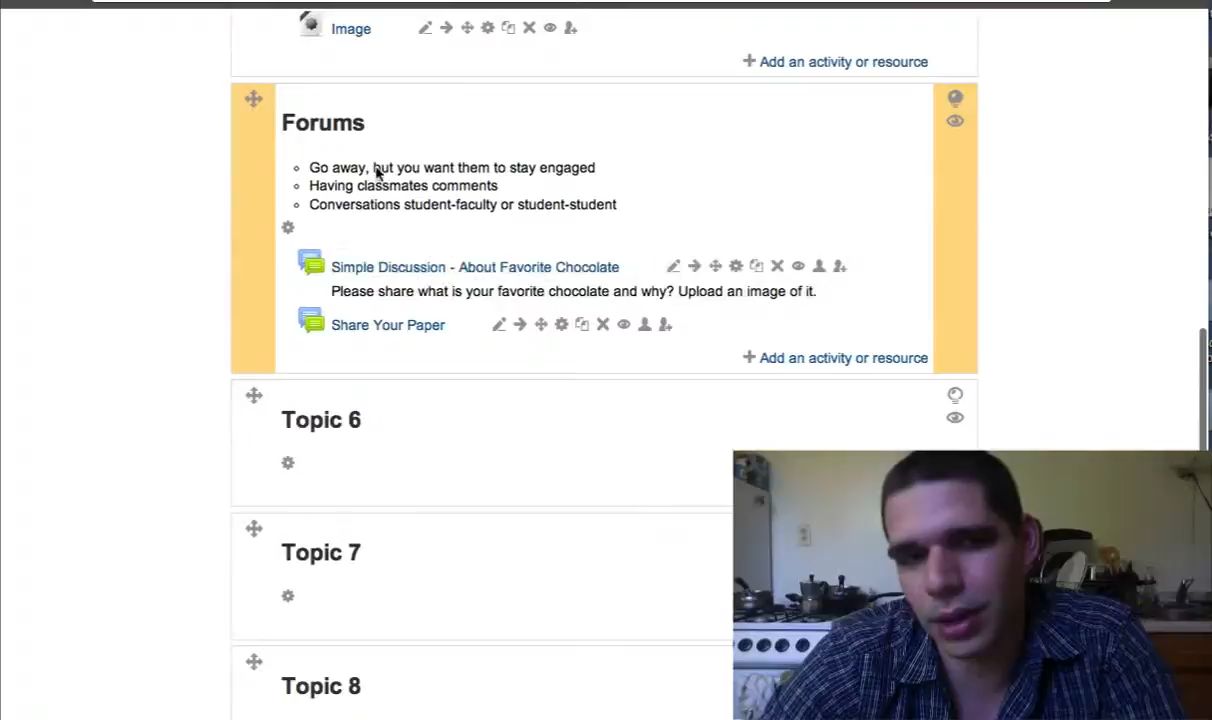 Image
Add an activity or resource
Forums
Go away, but you want them to stay engaged
Having classmates comments
Conversations student-faculty or student-student
Simple Discussion - About Favorite Chocolate
Please share what is your favorite chocolate and why? Upload an image of it.
Share Your Paper
Add an activity or resource
Topic 6
Topic 7
Topic 8